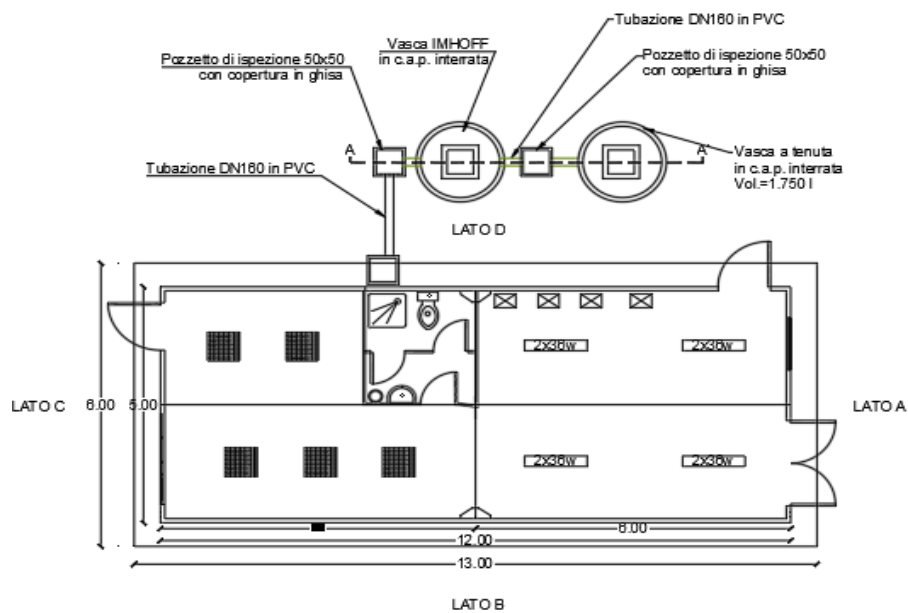 Tubazione DN160 in PVC
Vasca IMHOFF
in c.a.p. interrata
Pozzetto di ispezione 50x50
con copertura in ghisa
Pozzetto di ispezione 50x50
con copertura in ghisa
A
A'
Vasca a tenuta
in c.a.p. interrata
Vol.=1.750 l
Tubazione DN160 in PVC
LATO D
2x36w
2x36w
LATO C
6.00
5.00
LATO A
2x36w
2x36w
6.00
12.00
13.00
LATO B